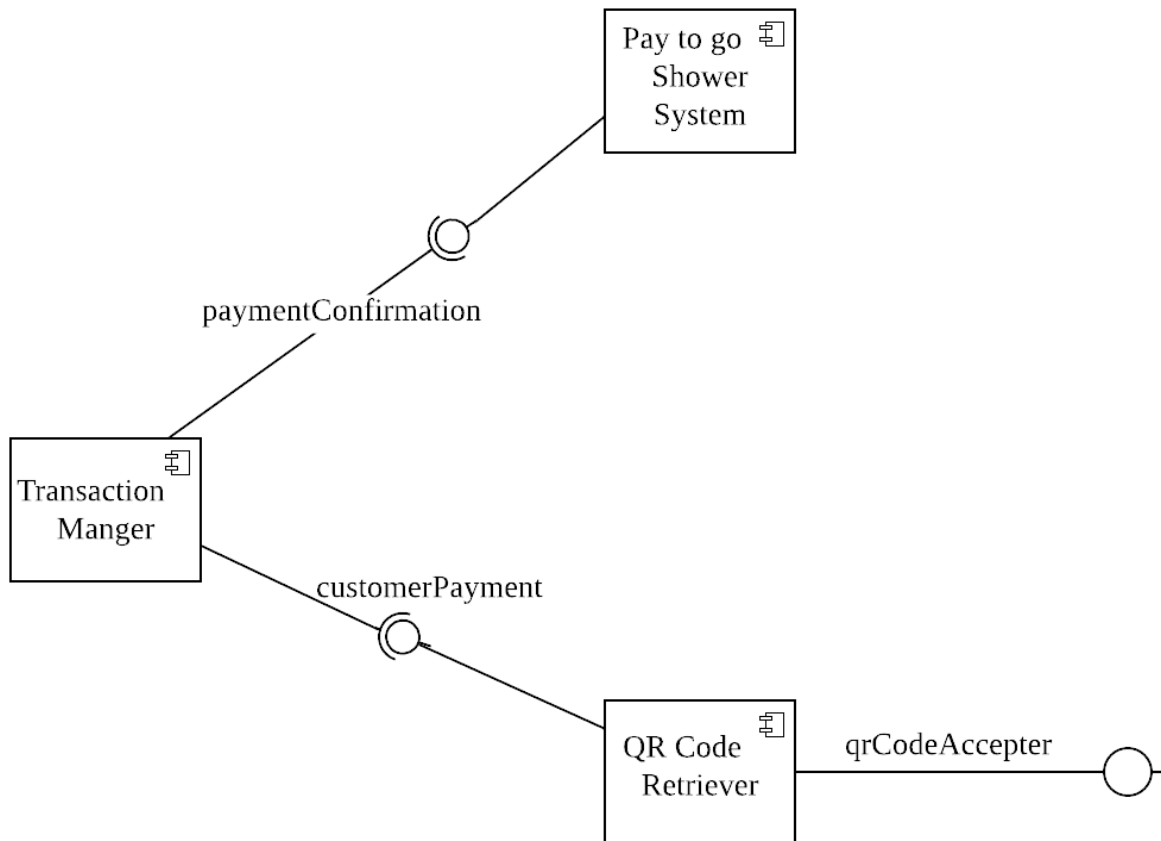 Pay to go
Shower
System
paymentConfirmation
Transaction
Manger
customerPayment
QR Code
Retriever
qrCodeAccepter